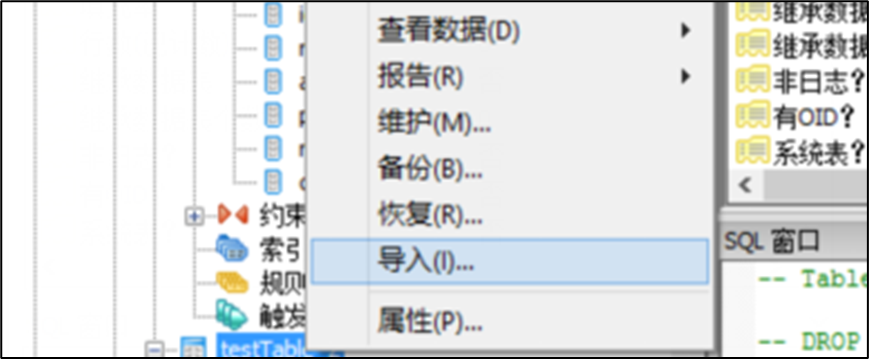 查看数据(D)
报告(R)
维护(M)...
备份(B)...
恢复(R)...
导入(I)...
属性(P)...
约束
索引
规则
触发
testTable
继承数据
继承数据
非日志?
有OID?
系统表?
SQL 窗口
-- Table
-- DROP